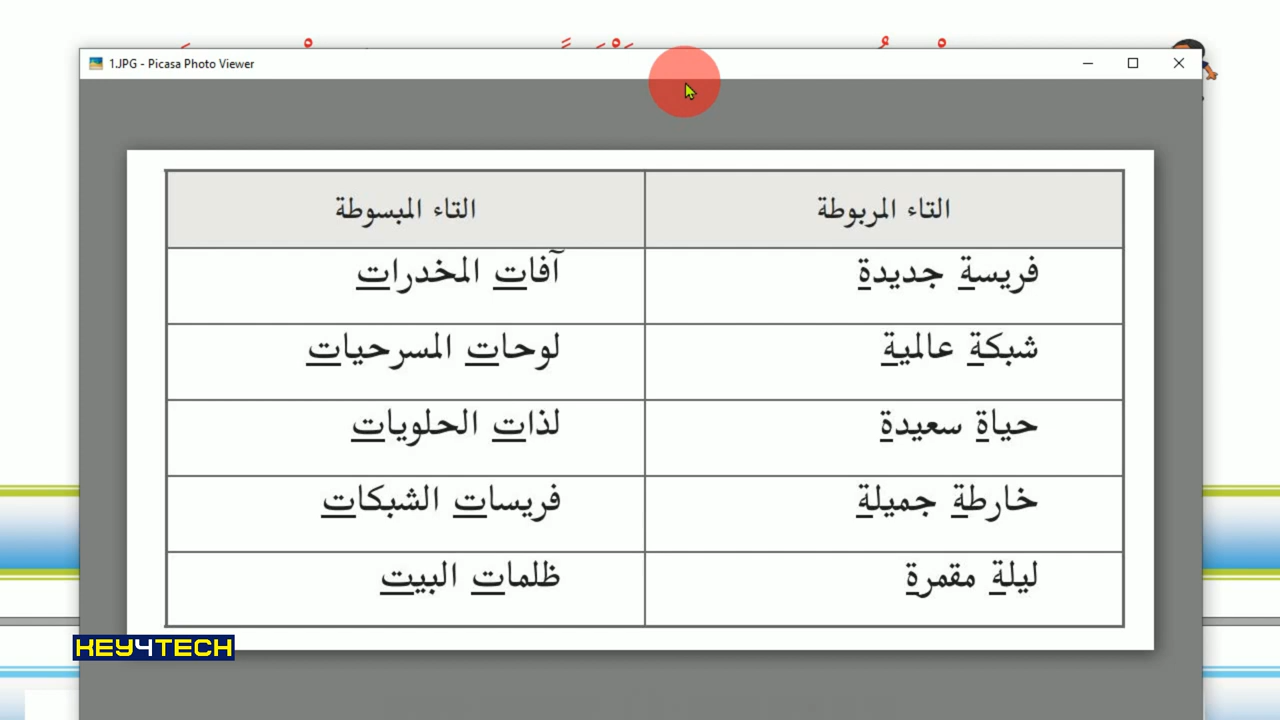 1.JPG - Picasa Photo Viewer
التاء المربوطة
التاء المبسوطة
فريسة جديدة
آفات المخدرات
شبكة عالمية
لوحات المسرحيات
حياة سعيدة
لذات الحلويات
خارطة جميلة
فريسات الشبكات
ليلة مقمرة
ظلمات البيت
KEY4TECH